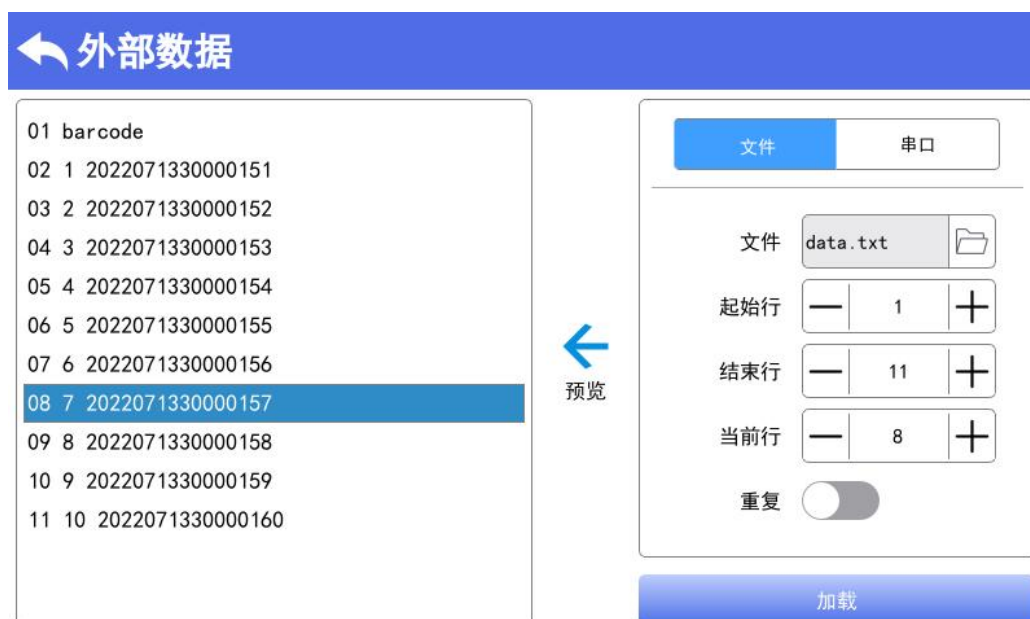 外部数据
01 barcode
02 1 2022071330000151
03 2 2022071330000152
04 3 2022071330000153
05 4 2022071330000154
06 5 2022071330000155
07 6 2022071330000156
08 7 2022071330000157
09 8 2022071330000158
10 9 2022071330000159
11 10 2022071330000160
预览
文件 串口
文件 data.txt
起始行 1
结束行 11
当前行 8
重复
加载